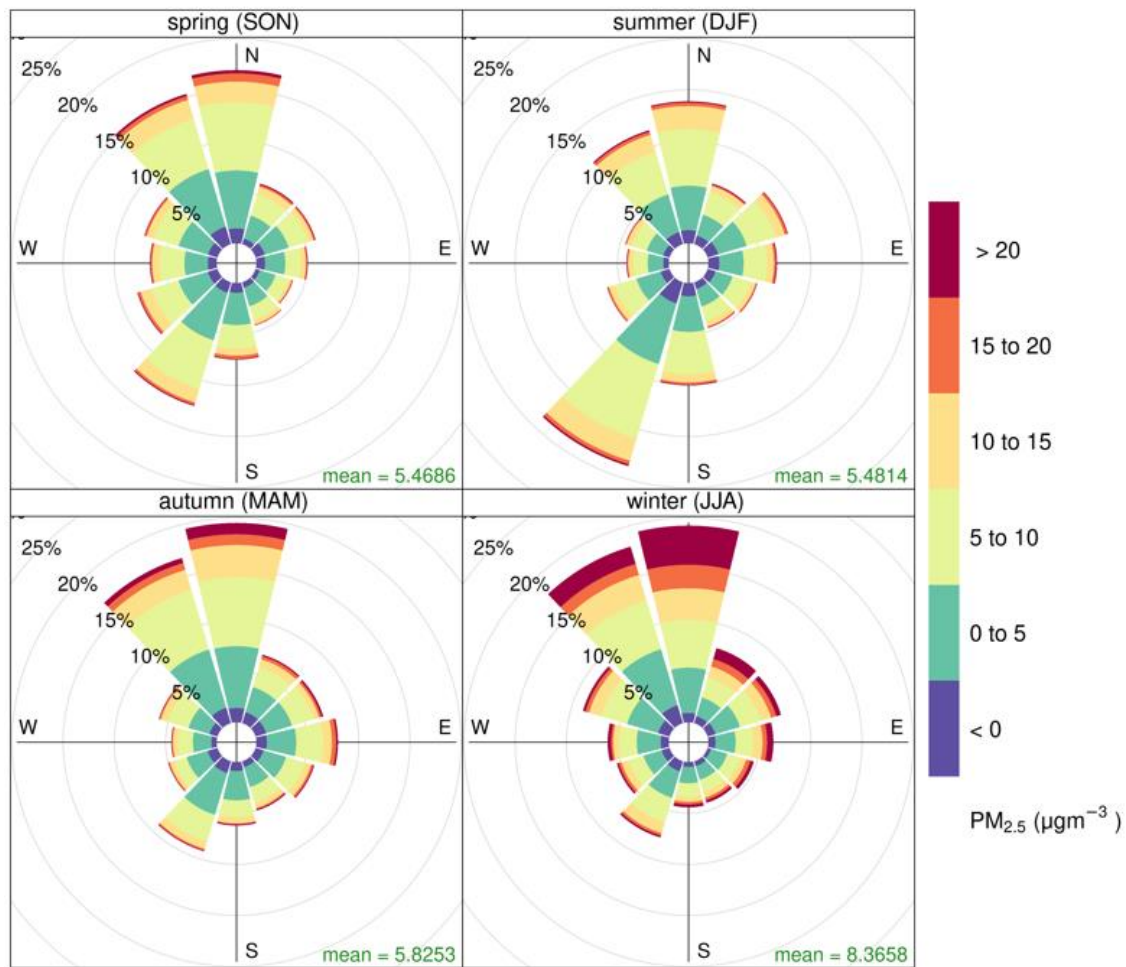 spring (SON)
summer (DJF)
N
25%
20%
15%
10%
5%
W
E
S
mean = 5.4686
N
25%
20%
15%
10%
5%
W
E
S
mean = 5.4814
autumn (MAM)
winter (JJA)
25%
20%
15%
10%
5%
W
E
S
mean = 5.8253
25%
20%
15%
10%
5%
W
E
S
mean = 8.3658
> 20
15 to 20
10 to 15
5 to 10
0 to 5
< 0
PM2.5 (μgm−3)